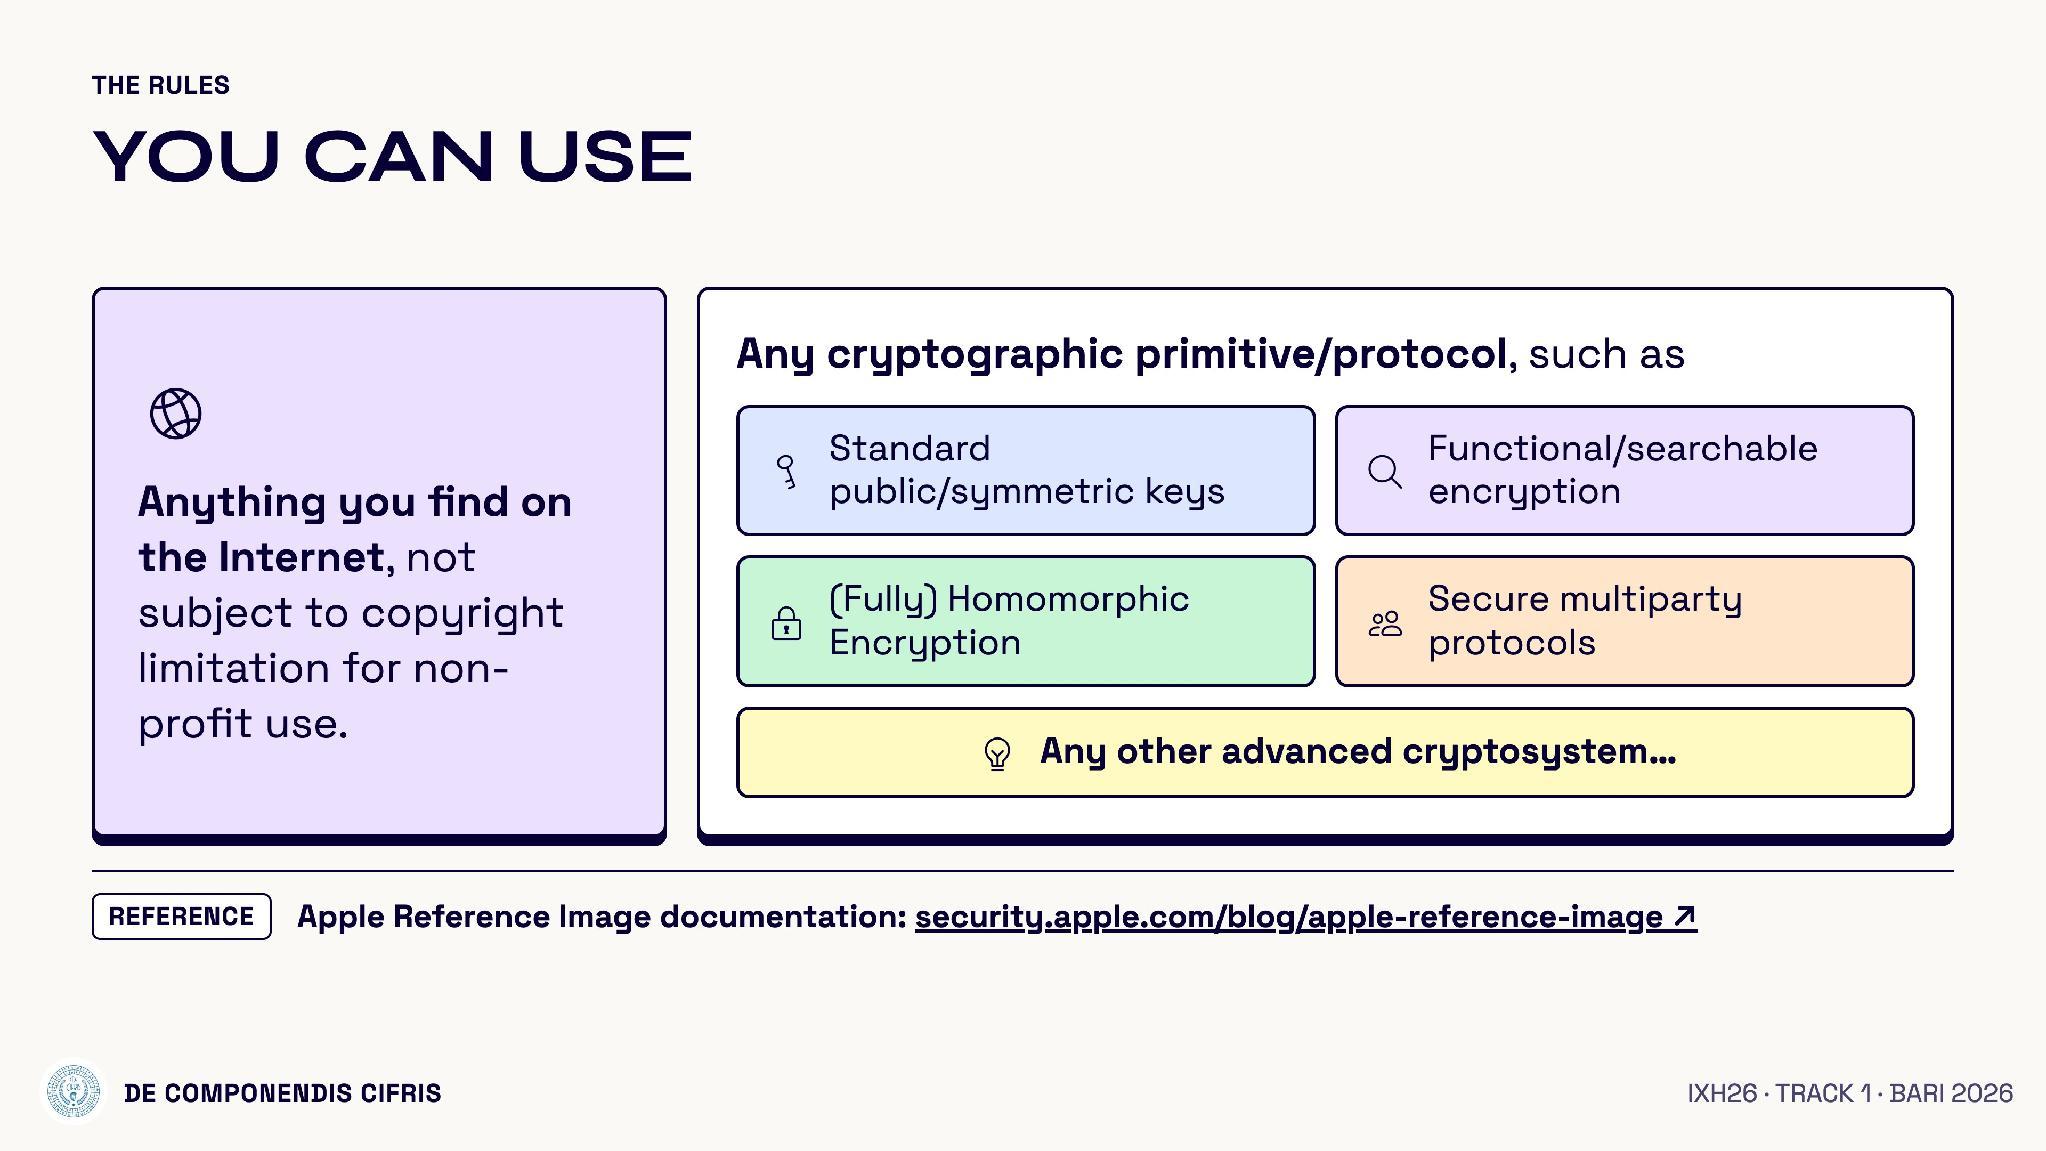 THE RULES
YOU CAN USE
Anything you find on
the Internet, not
subject to copyright
limitation for non-
profit use.
Any cryptographic primitive/protocol, such as
Standard
public/symmetric keys
Functional/searchable
encryption
(Fully) Homomorphic
Encryption
Secure multiparty
protocols
Any other advanced cryptosystem...
REFERENCE Apple Reference Image documentation: security.apple.com/blog/apple-reference-image ↗
DE COMPONENDIS CIFRIS
IXH26 · TRACK 1 · BARI 2026